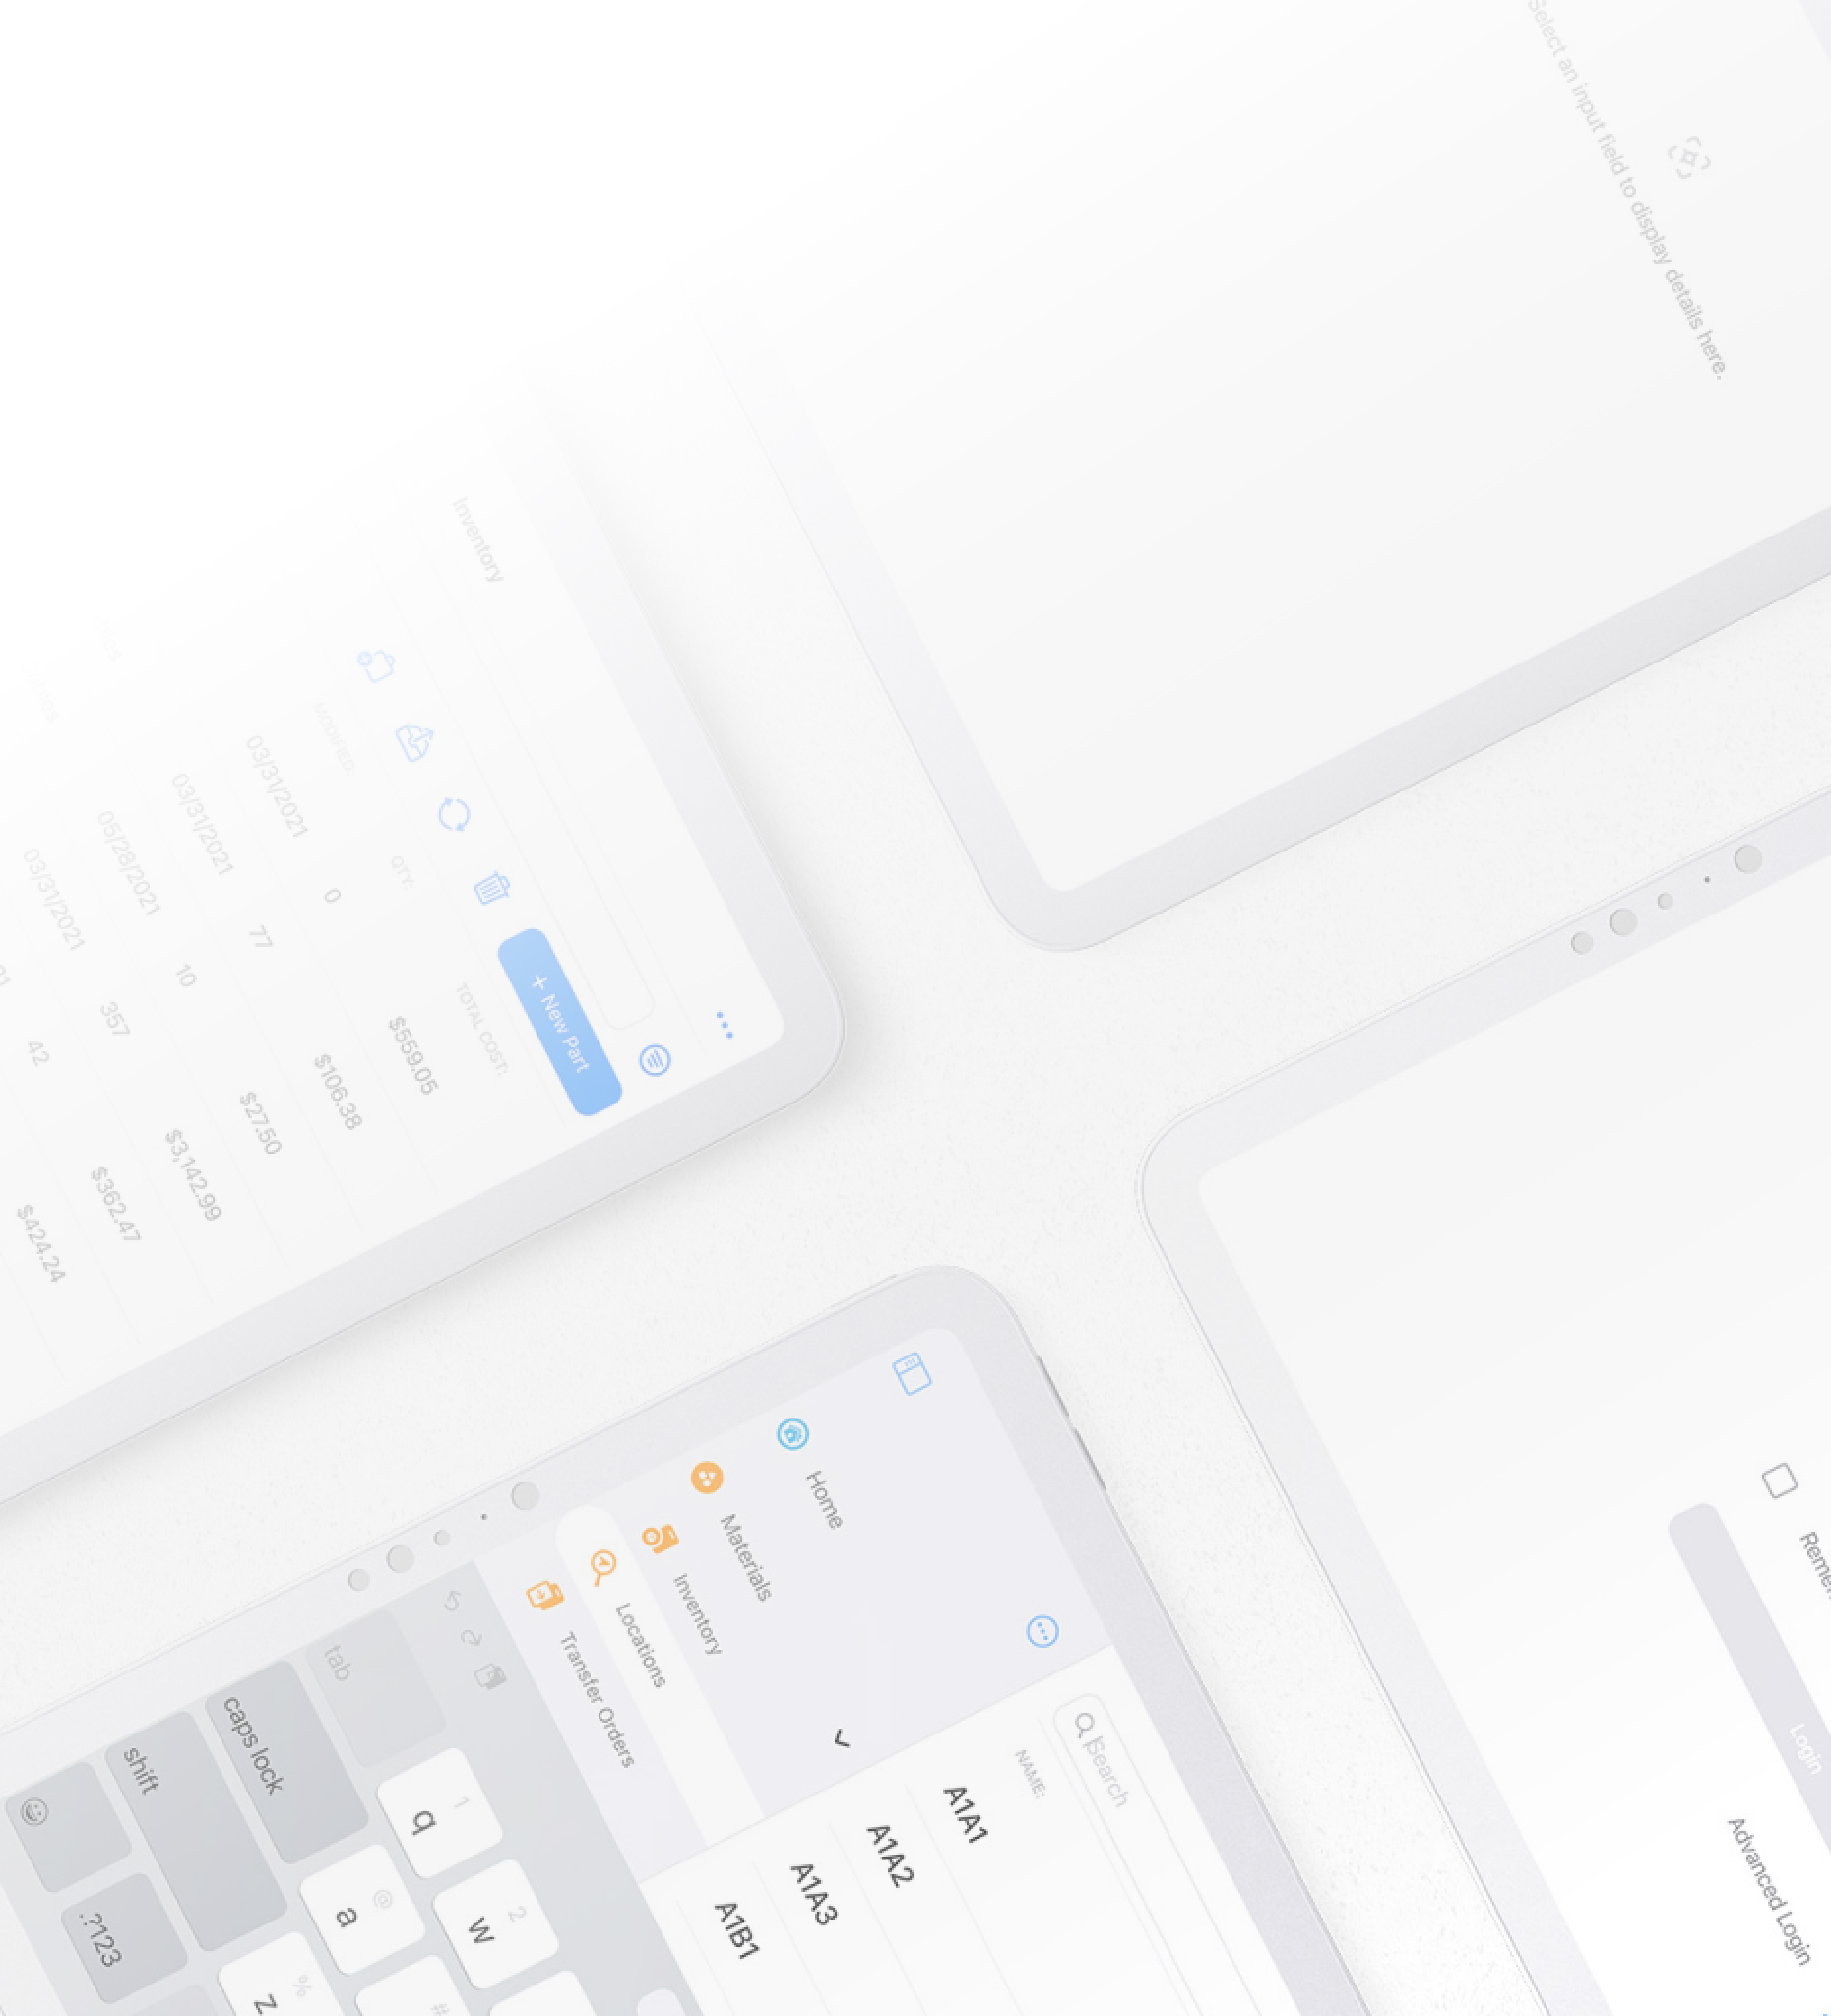 Select an input field to display details here.
Inventory
+ New Part
MODIFIED:
QTY:
TOTAL COST:
03/31/2021
0
$559.05
03/31/2021
77
$106.38
05/28/2021
10
$27.50
03/31/2021
357
$3,142.99
42
$362.47
$424.24
Home
Materials
Inventory
Locations
Transfer Orders
Search
NAME:
A1A1
A1A2
A1A3
A1B1
tab
caps lock
shift
.?123
1
q
2
w
@
a
#
%
z
Login
Advanced Login